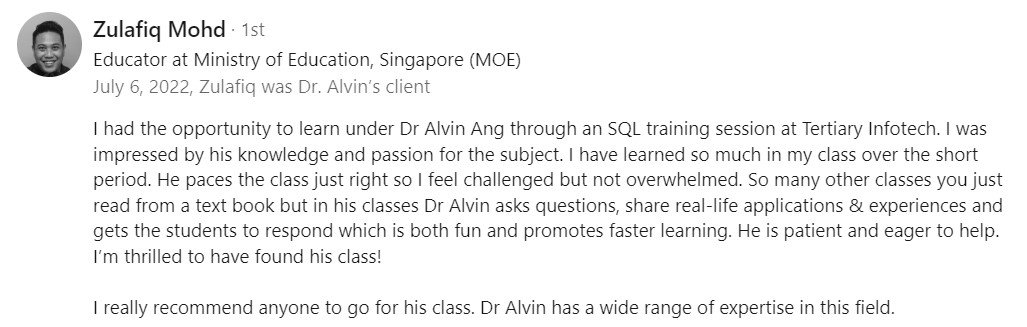 Zulafiq Mohd · 1st
Educator at Ministry of Education, Singapore (MOE)
July 6, 2022, Zulafiq was Dr. Alvin's client
I had the opportunity to learn under Dr Alvin Ang through an SQL training session at Tertiary Infotech. I was
impressed by his knowledge and passion for the subject. I have learned so much in my class over the short
period. He paces the class just right so I feel challenged but not overwhelmed. So many other classes you just
read from a text book but in his classes Dr Alvin asks questions, share real-life applications & experiences and
gets the students to respond which is both fun and promotes faster learning. He is patient and eager to help.
I'm thrilled to have found his class!
I really recommend anyone to go for his class. Dr Alvin has a wide range of expertise in this field.